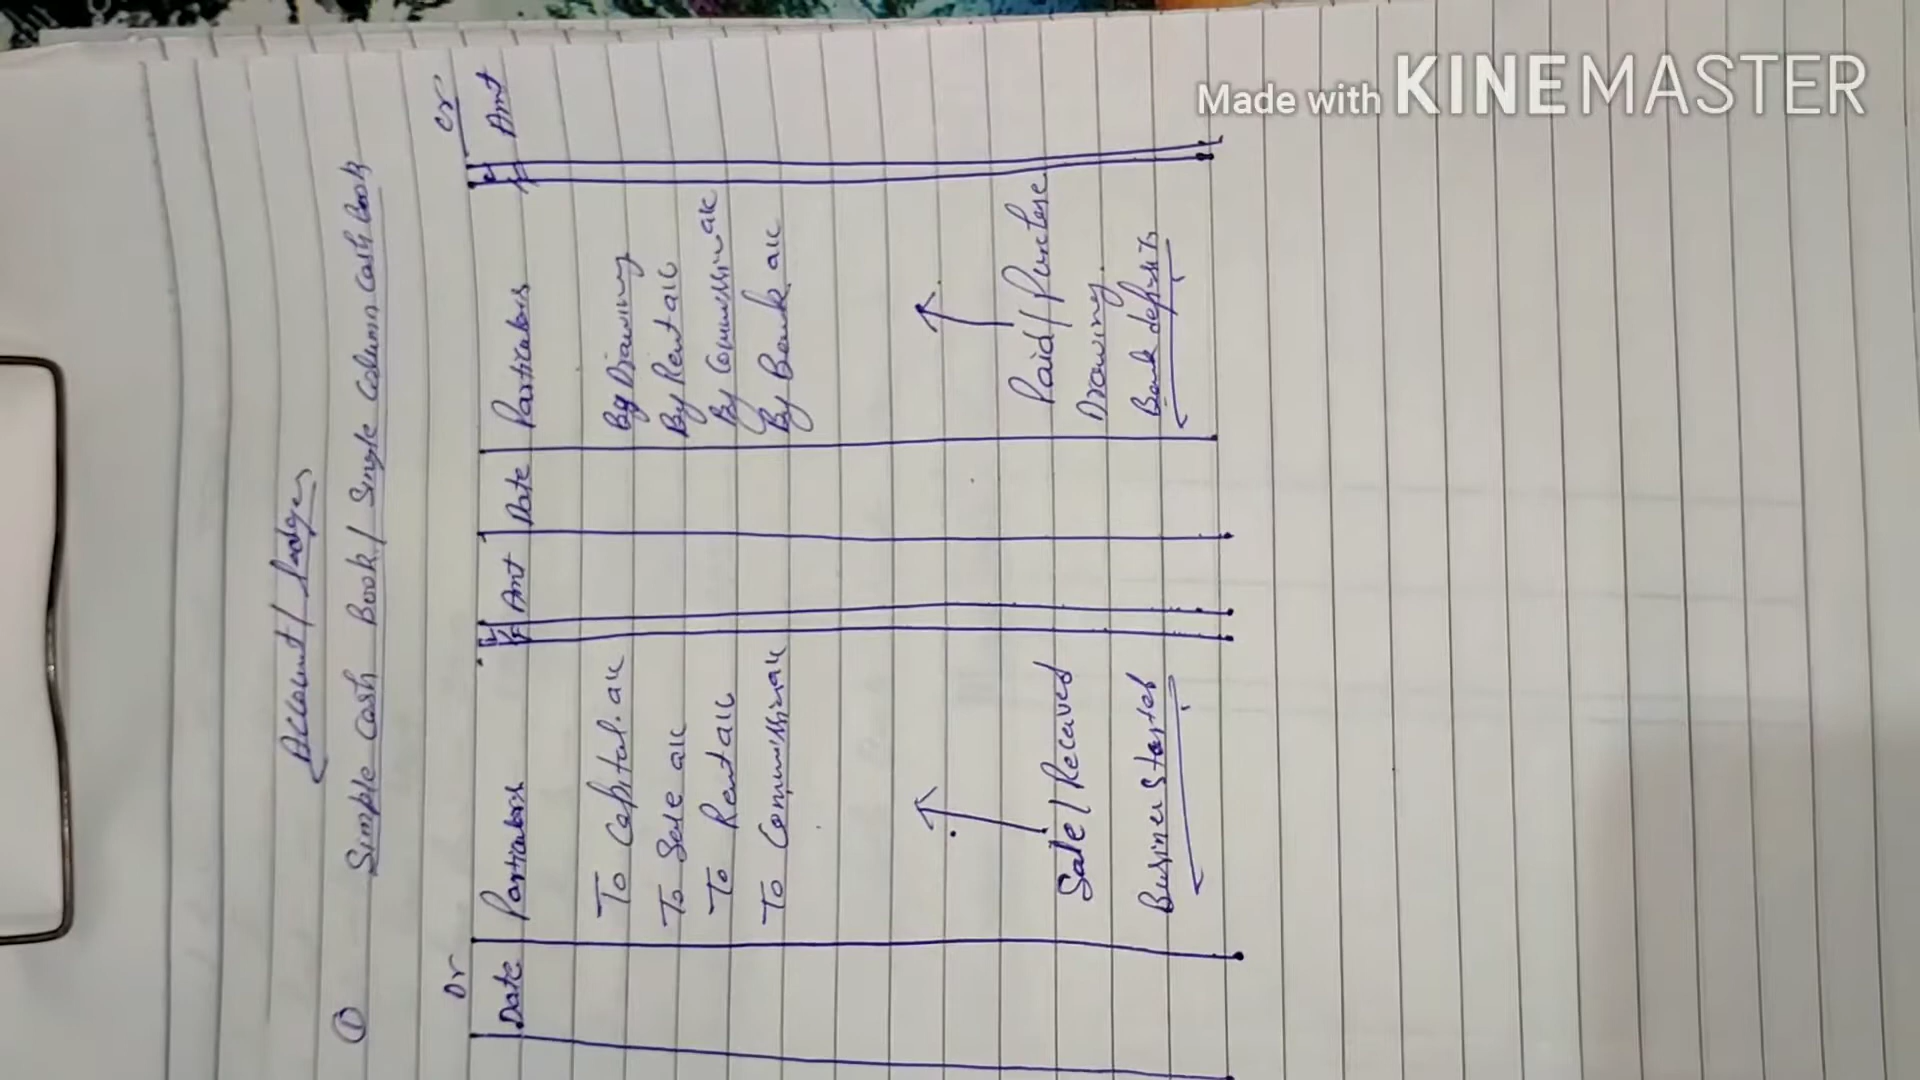 Made with KINEMASTER
Account / Ledger
① Simple Cash Book / Single Column Cash Book
Dr Cr
Date Particulars L.F Amt Date Particulars L.F Amt
To Capital a/c By Drawing
To Sale a/c By Rent a/c
To Rent a/c By Commission a/c
To Commission a/c By Bank a/c
Sale / Received Paid / Purchase
Drawing
Business Started Bank deposit